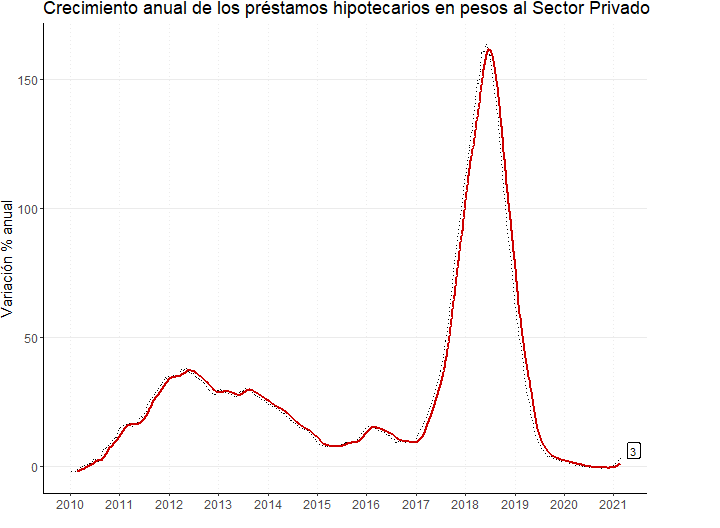 Crecimiento anual de los préstamos hipotecarios en pesos al Sector Privado
Variación % anual
150
100
50
0
3
2010 2011 2012 2013 2014 2015 2016 2017 2018 2019 2020 2021